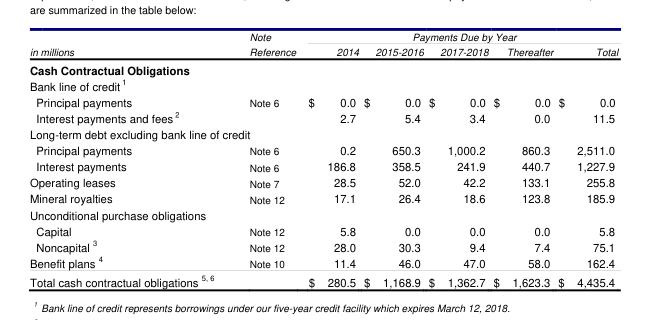 are summarized in the table below:
Note Payments Due by Year
in millions Reference 2014 2015-2016 2017-2018 Thereafter Total
Cash Contractual Obligations
Bank line of credit 1
Principal payments Note 6 $ 0.0 $ 0.0 $ 0.0 $ 0.0 $ 0.0
Interest payments and fees 2 2.7 5.4 3.4 0.0 11.5
Long-term debt excluding bank line of credit
Principal payments Note 6 0.2 650.3 1,000.2 860.3 2,511.0
Interest payments Note 6 186.8 358.5 241.9 440.7 1,227.9
Operating leases Note 7 28.5 52.0 42.2 133.1 255.8
Mineral royalties Note 12 17.1 26.4 18.6 123.8 185.9
Unconditional purchase obligations
Capital Note 12 5.8 0.0 0.0 0.0 5.8
Noncapital 3 Note 12 28.0 30.3 9.4 7.4 75.1
Benefit plans 4 Note 10 11.4 46.0 47.0 58.0 162.4
Total cash contractual obligations 5, 6 $ 280.5 $ 1,168.9 $ 1,362.7 $ 1,623.3 $ 4,435.4
1 Bank line of credit represents borrowings under our five-year credit facility which expires March 12, 2018.